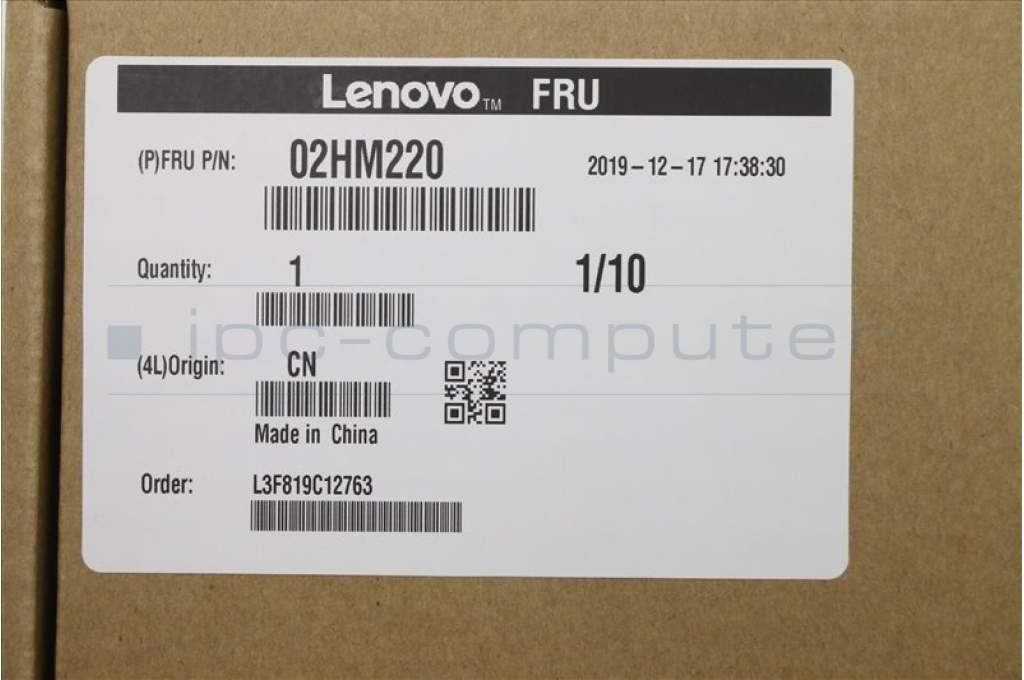 Lenovo™ FRU
(P)FRU P/N: 02HM220 2019-12-17 17:38:30
Quantity: 1 1/10
ipc-computer
(4L)Origin: CN
Made in China
Order: L3F819C12763